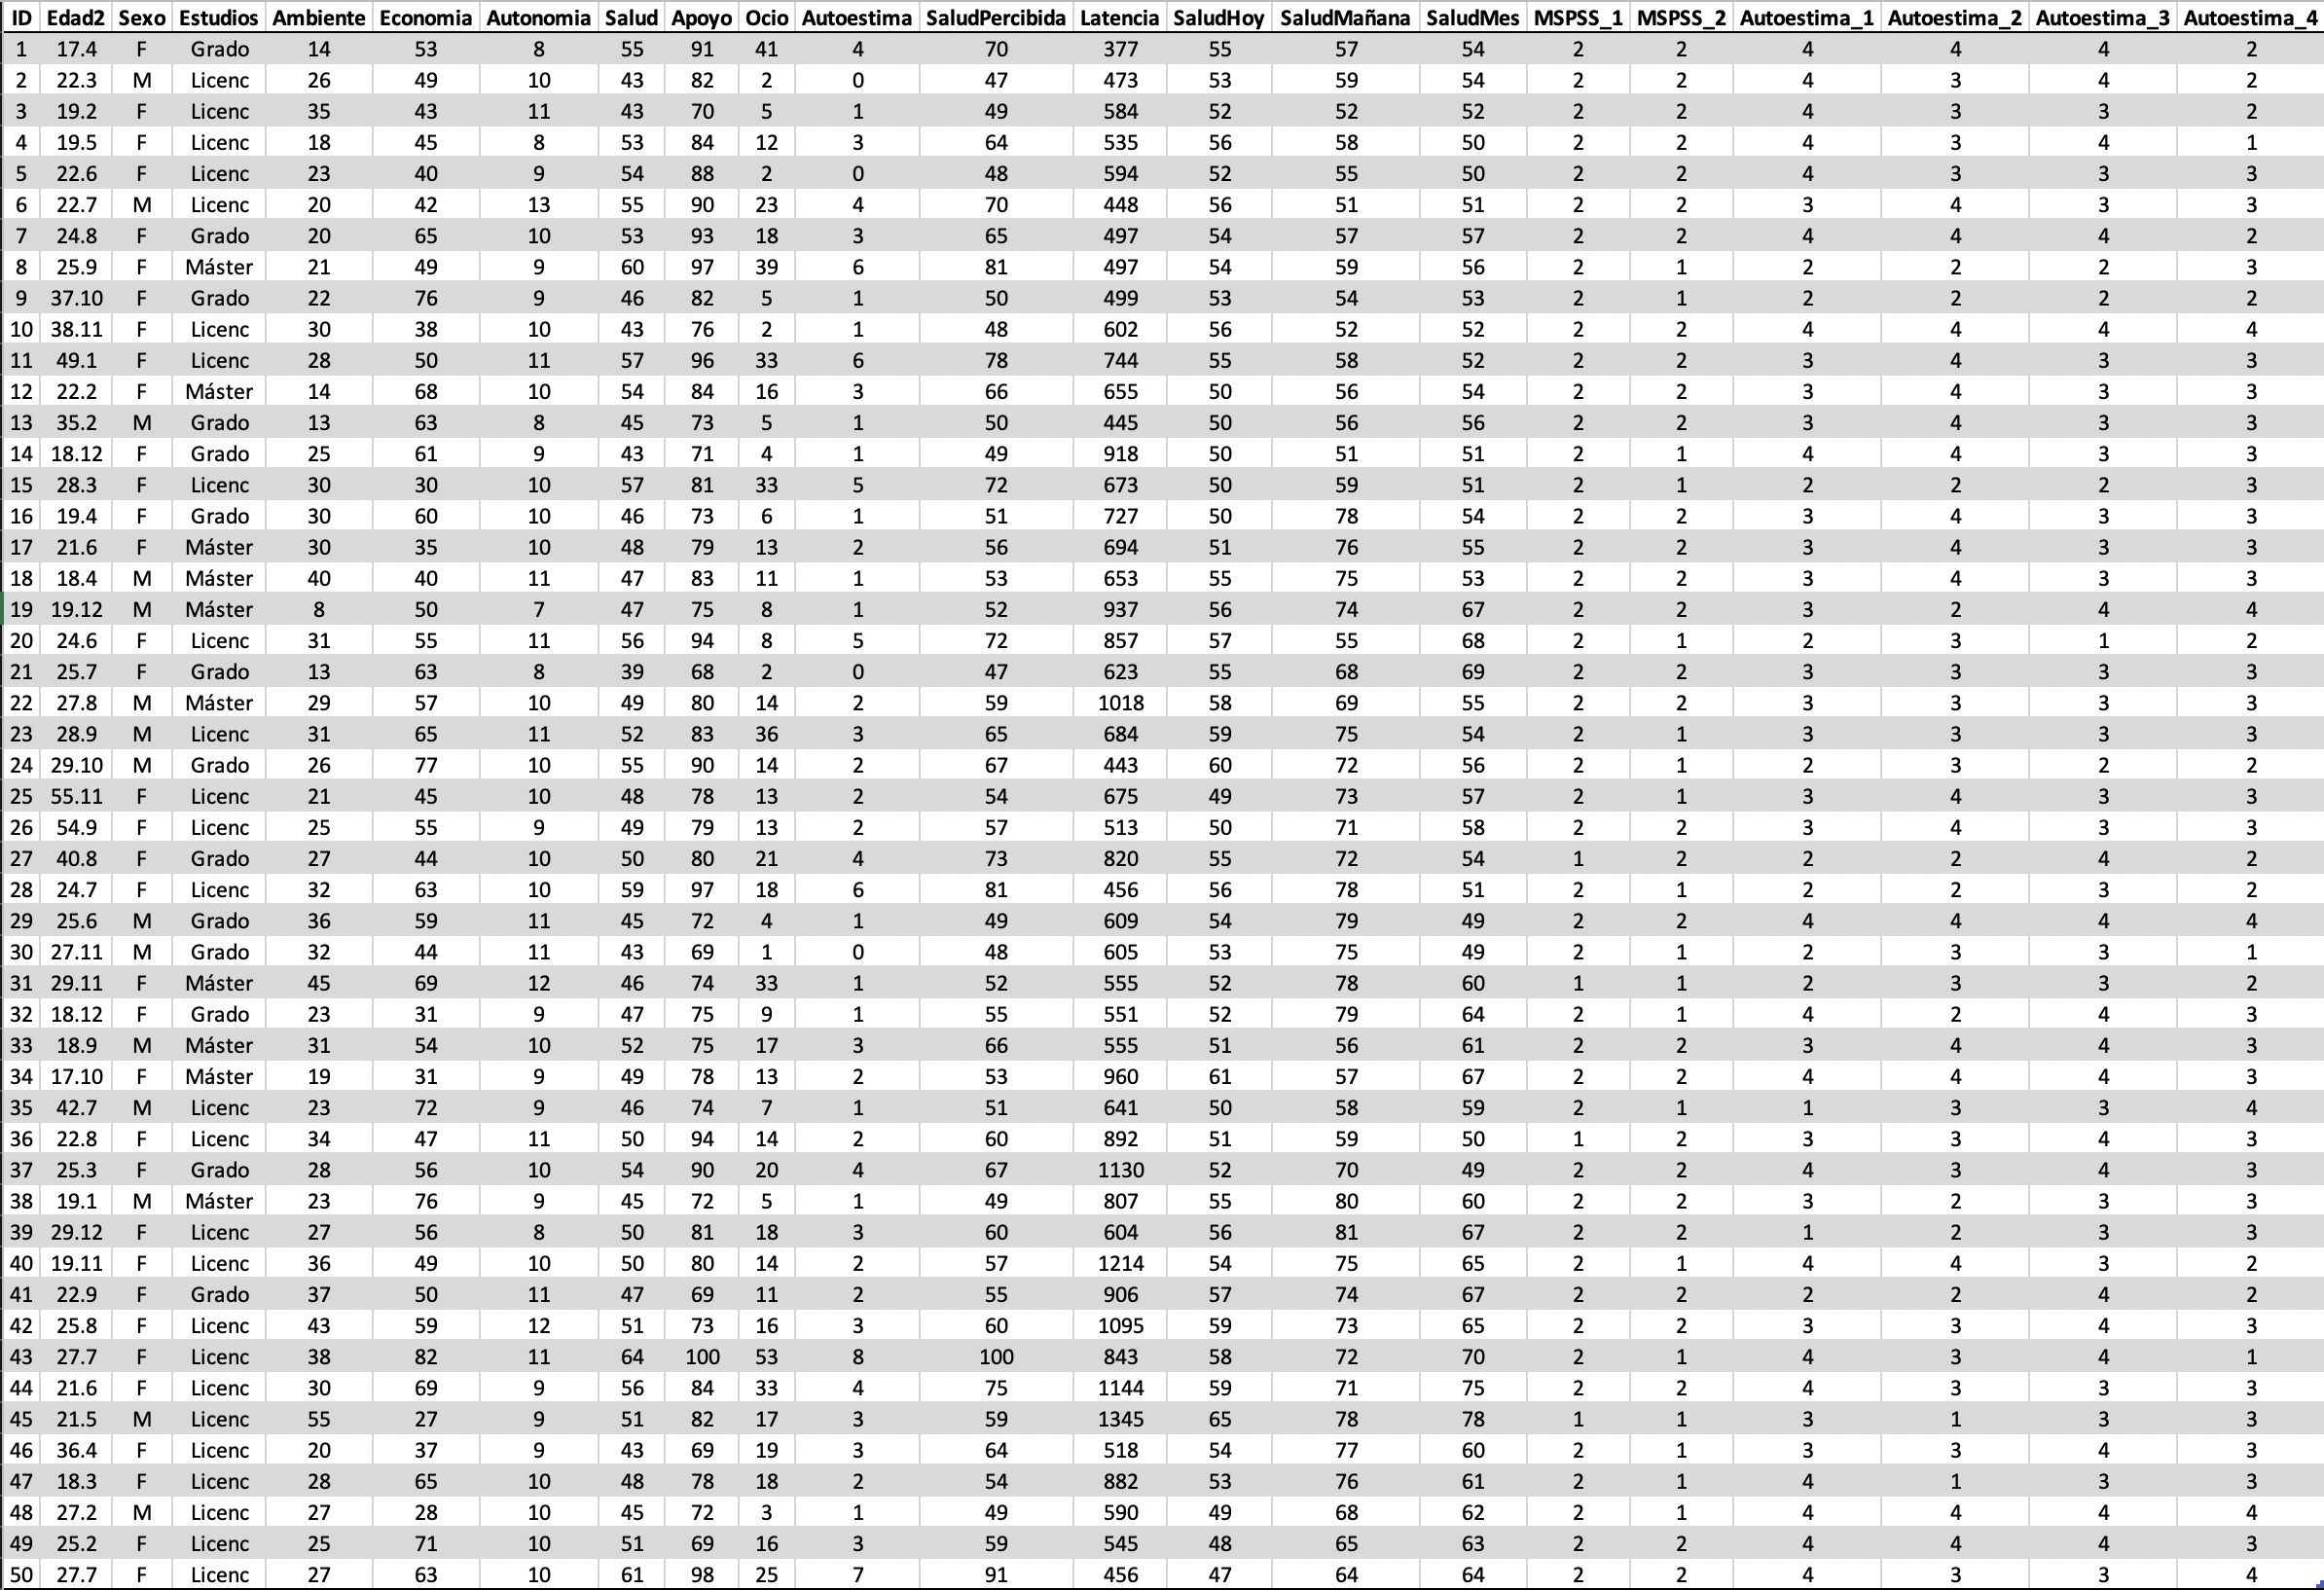 ID Edad2 Sexo Estudios Ambiente Economia Autonomia Salud Apoyo Ocio Autoestima SaludPercibida Latencia SaludHoy SaludMañana SaludMes MSPSS_1 MSPSS_2 Autoestima_1 Autoestima_2 Autoestima_3 Autoestima_4
1 17.4 F Grado 14 53 8 55 91 41 4 70 377 55 57 54 2 2 4 4 4 2
2 22.3 M Licenc 26 49 10 43 82 2 0 47 473 53 59 54 2 2 4 3 4 2
3 19.2 F Licenc 35 43 11 43 70 5 1 49 584 52 52 52 2 2 4 3 3 2
4 19.5 F Licenc 18 45 8 53 84 12 3 64 535 56 58 50 2 2 4 3 4 1
5 22.6 F Licenc 23 40 9 54 88 2 0 48 594 52 55 50 2 2 4 3 3 3
6 22.7 M Licenc 20 42 13 55 90 23 4 70 448 56 51 51 2 2 3 4 3 3
7 24.8 F Grado 20 65 10 53 93 18 3 65 497 54 57 57 2 2 4 4 4 2
8 25.9 F Máster 21 49 9 60 97 39 6 81 497 54 59 56 2 1 2 2 2 3
9 37.10 F Grado 22 76 9 46 82 5 1 50 499 53 54 53 2 1 2 2 2 2
10 38.11 F Licenc 30 38 10 43 76 2 1 48 602 56 52 52 2 2 4 4 4 4
11 49.1 F Licenc 28 50 11 57 96 33 6 78 744 55 58 52 2 2 3 4 3 3
12 22.2 F Máster 14 68 10 54 84 16 3 66 655 50 56 54 2 2 3 4 3 3
13 35.2 M Grado 13 63 8 45 73 5 1 50 445 50 56 56 2 2 3 4 3 3
14 18.12 F Grado 25 61 9 43 71 4 1 49 918 50 51 51 2 1 4 4 3 3
15 28.3 F Licenc 30 30 10 57 81 33 5 72 673 50 59 51 2 1 2 2 2 3
16 19.4 F Grado 30 60 10 46 73 6 1 51 727 50 78 54 2 2 3 4 3 3
17 21.6 F Máster 30 35 10 48 79 13 2 56 694 51 76 55 2 2 3 4 3 3
18 18.4 M Máster 40 40 11 47 83 11 1 53 653 55 75 53 2 2 3 4 3 3
19 19.12 M Máster 8 50 7 47 75 8 1 52 937 56 74 67 2 2 3 2 4 4
20 24.6 F Licenc 31 55 11 56 94 8 5 72 857 57 55 68 2 1 2 3 1 2
21 25.7 F Grado 13 63 8 39 68 2 0 47 623 55 68 69 2 2 3 3 3 3
22 27.8 M Máster 29 57 10 49 80 14 2 59 1018 58 69 55 2 2 3 3 3 3
23 28.9 M Licenc 31 65 11 52 83 36 3 65 684 59 75 54 2 1 3 3 3 3
24 29.10 M Grado 26 77 10 55 90 14 2 67 443 60 72 56 2 1 2 3 2 2
25 55.11 F Licenc 21 45 10 48 78 13 2 54 675 49 73 57 2 1 3 4 3 3
26 54.9 F Licenc 25 55 9 49 79 13 2 57 513 50 71 58 2 2 3 4 3 3
27 40.8 F Grado 27 44 10 50 80 21 4 73 820 55 72 54 1 2 2 2 4 2
28 24.7 F Licenc 32 63 10 59 97 18 6 81 456 56 78 51 2 1 2 2 3 2
29 25.6 M Grado 36 59 11 45 72 4 1 49 609 54 79 49 2 2 4 4 4 4
30 27.11 M Grado 32 44 11 43 69 1 0 48 605 53 75 49 2 1 2 3 3 1
31 29.11 F Máster 45 69 12 46 74 33 1 52 555 52 78 60 1 1 2 3 3 2
32 18.12 F Grado 23 31 9 47 75 9 1 55 551 52 79 64 2 1 4 2 4 3
33 18.9 M Máster 31 54 10 52 75 17 3 66 555 51 56 61 2 2 3 4 4 3
34 17.10 F Máster 19 31 9 49 78 13 2 53 960 61 57 67 2 2 4 4 4 3
35 42.7 M Licenc 23 72 9 46 74 7 1 51 641 50 58 59 2 1 1 3 3 4
36 22.8 F Licenc 34 47 11 50 94 14 2 60 892 51 59 50 1 2 3 3 4 3
37 25.3 F Grado 28 56 10 54 90 20 4 67 1130 52 70 49 2 2 4 3 4 3
38 19.1 M Máster 23 76 9 45 72 5 1 49 807 55 80 60 2 2 3 2 3 3
39 29.12 F Licenc 27 56 8 50 81 18 3 60 604 56 81 67 2 2 1 2 3 3
40 19.11 F Licenc 36 49 10 50 80 14 2 57 1214 54 75 65 2 1 4 4 3 2
41 22.9 F Grado 37 50 11 47 69 11 2 55 906 57 74 67 2 2 2 2 4 2
42 25.8 F Licenc 43 59 12 51 73 16 3 60 1095 59 73 65 2 2 3 3 4 3
43 27.7 F Licenc 38 82 11 64 100 53 8 100 843 58 72 70 2 1 4 3 4 1
44 21.6 F Licenc 30 69 9 56 84 33 4 75 1144 59 71 75 2 2 4 3 3 3
45 21.5 M Licenc 55 27 9 51 82 17 3 59 1345 65 78 78 1 1 3 1 3 3
46 36.4 F Licenc 20 37 9 43 69 19 3 64 518 54 77 60 2 1 3 3 4 3
47 18.3 F Licenc 28 65 10 48 78 18 2 54 882 53 76 61 2 1 4 1 3 3
48 27.2 M Licenc 27 28 10 45 72 3 1 49 590 49 68 62 2 1 4 4 4 4
49 25.2 F Licenc 25 71 10 51 69 16 3 59 545 48 65 63 2 2 4 4 4 3
50 27.7 F Licenc 27 63 10 61 98 25 7 91 456 47 64 64 2 2 4 3 3 4